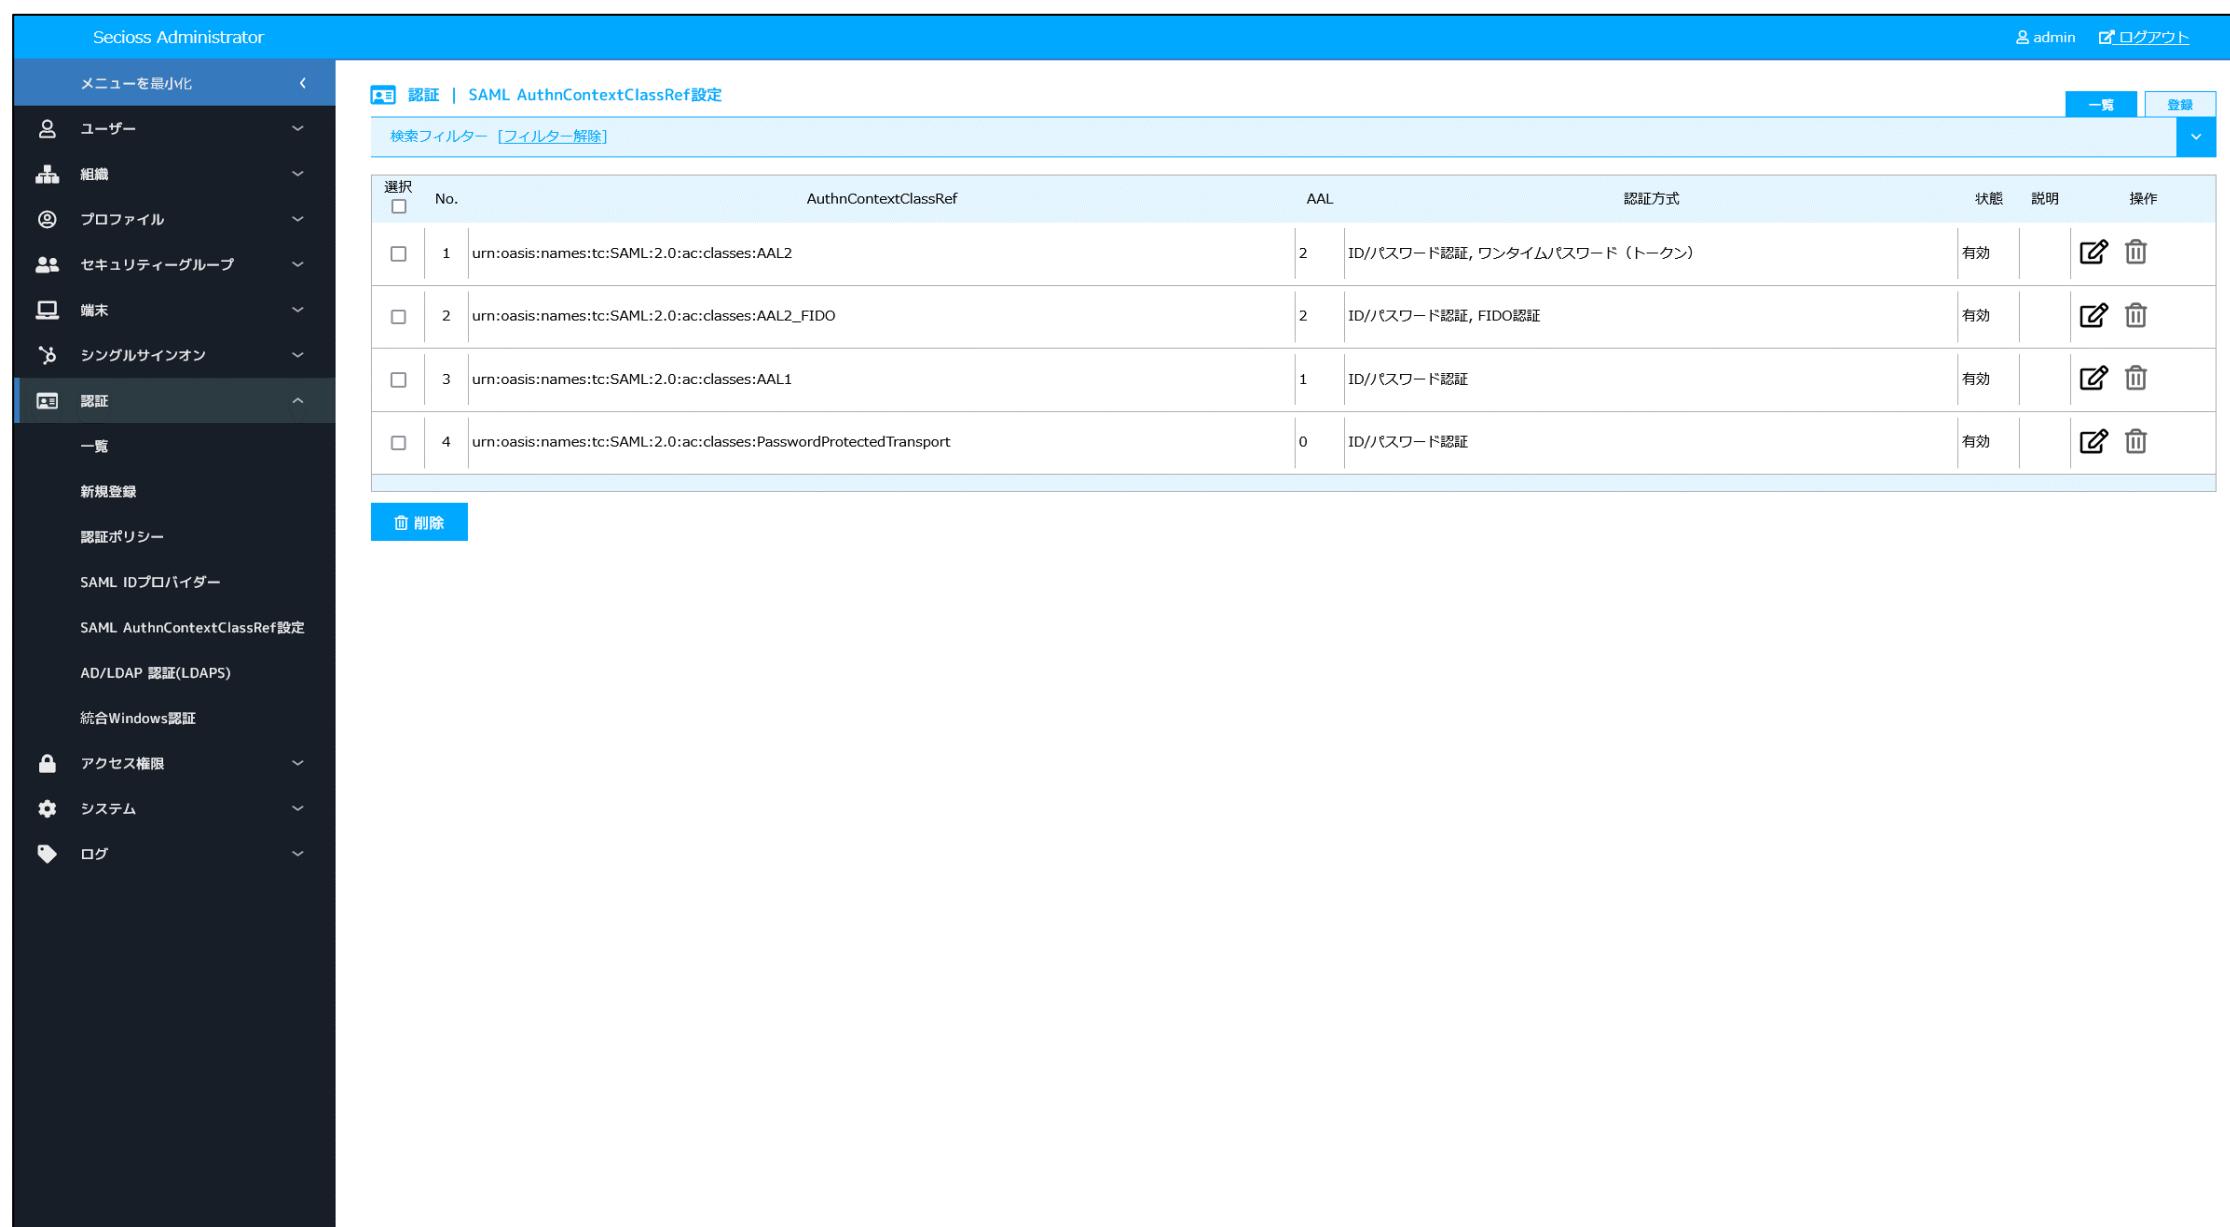 Secioss Administrator
admin ログアウト
メニューを最小化
ユーザー
組織
プロファイル
セキュリティーグループ
端末
シングルサインオン
認証
一覧
新規登録
認証ポリシー
SAML IDプロバイダー
SAML AuthnContextClassRef設定
AD/LDAP 認証(LDAPS)
統合Windows認証
アクセス権限
システム
ログ
認証 | SAML AuthnContextClassRef設定
一覧 登録
検索フィルター [フィルター解除]
選択 No. AuthnContextClassRef AAL 認証方式 状態 説明 操作
1 urn:oasis:names:tc:SAML:2.0:ac:classes:AAL2 2 ID/パスワード認証, ワンタイムパスワード（トークン） 有効
2 urn:oasis:names:tc:SAML:2.0:ac:classes:AAL2_FIDO 2 ID/パスワード認証, FIDO認証 有効
3 urn:oasis:names:tc:SAML:2.0:ac:classes:AAL1 1 ID/パスワード認証 有効
4 urn:oasis:names:tc:SAML:2.0:ac:classes:PasswordProtectedTransport 0 ID/パスワード認証 有効
削除